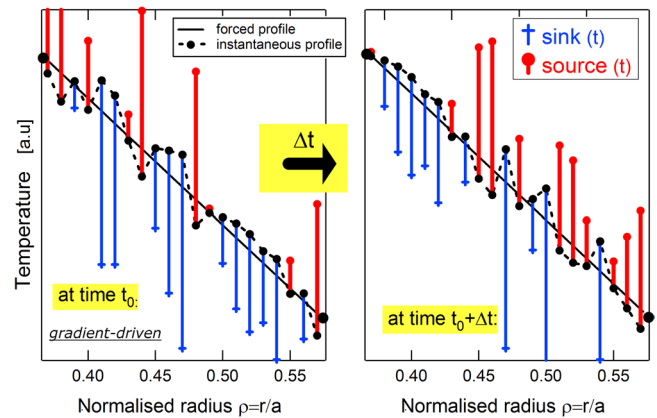 forced profile
instantaneous profile
sink (t)
source (t)
Δt
Temperature [a.u]
at time t0:
gradient-driven
at time t0+Δt:
0.40 0.45 0.50 0.55
0.40 0.45 0.50 0.55
Normalised radius ρ=r/a
Normalised radius ρ=r/a